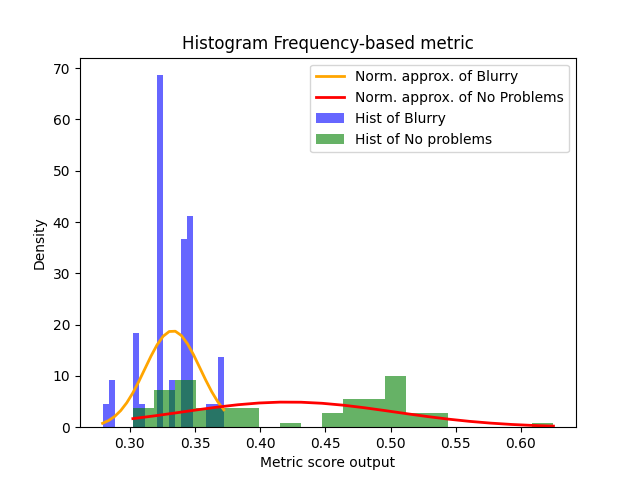 Histogram Frequency-based metric
Norm. approx. of Blurry
Norm. approx. of No Problems
Hist of Blurry
Hist of No problems
70
60
50
40
30
20
10
0
Density
0.30 0.35 0.40 0.45 0.50 0.55 0.60
Metric score output